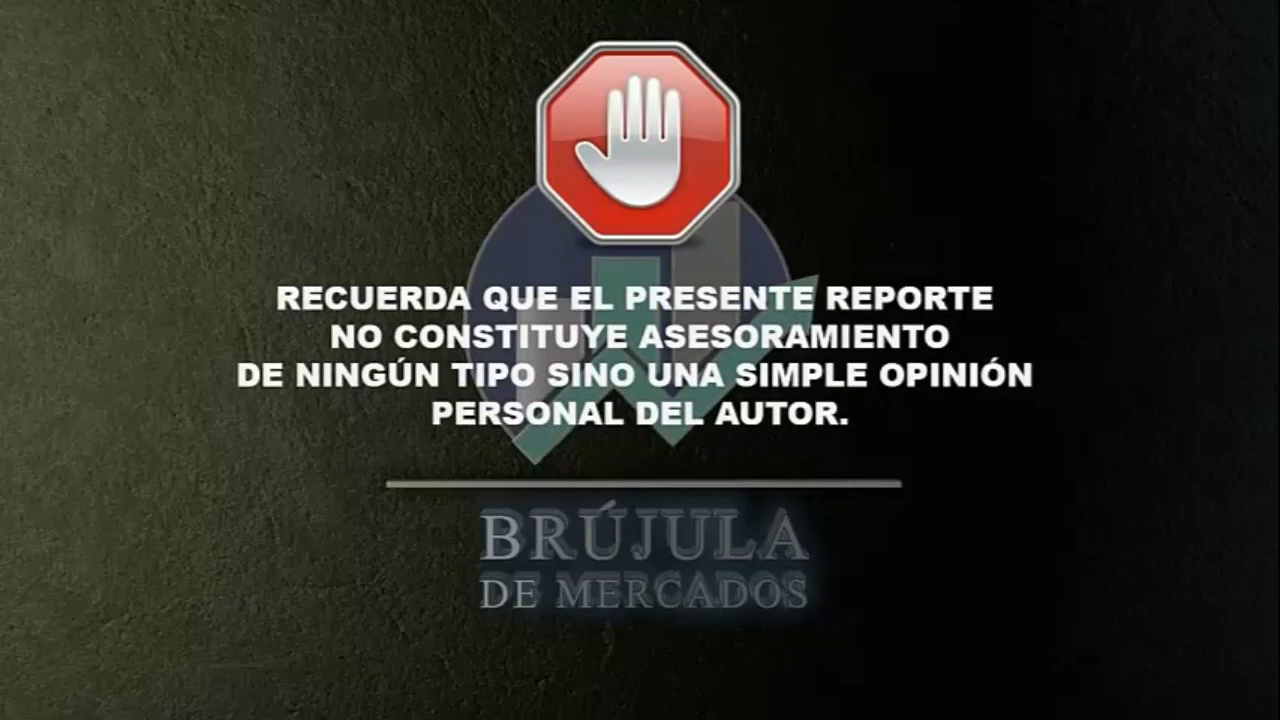 RECUERDA QUE EL PRESENTE REPORTE
NO CONSTITUYE ASESORAMIENTO
DE NINGÚN TIPO SINO UNA SIMPLE OPINIÓN
PERSONAL DEL AUTOR.
BRÚJULA
DE MERCADOS